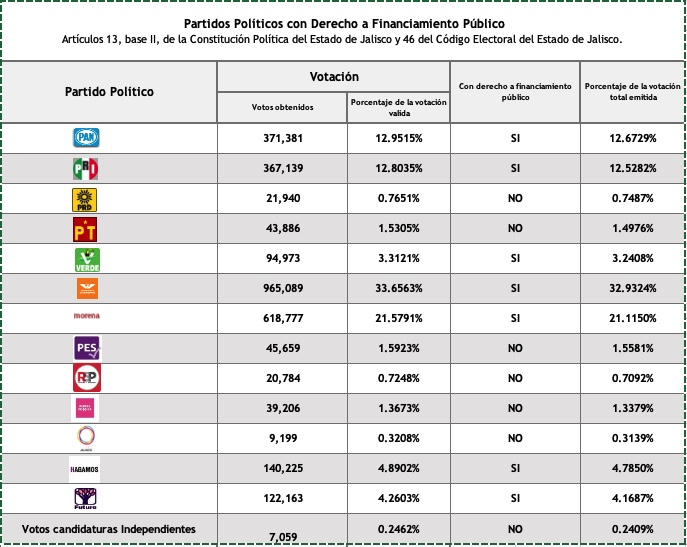 Partidos Políticos con Derecho a Financiamiento Público
Artículos 13, base II, de la Constitución Política del Estado de Jalisco y 46 del Código Electoral del Estado de Jalisco.
Partido Político
Votación
Con derecho a financiamiento público
Porcentaje de la votación total emitida
Votos obtenidos
Porcentaje de la votación valida
PAN 371,381 12.9515% SI 12.6729%
PRI 367,139 12.8035% SI 12.5282%
PRD 21,940 0.7651% NO 0.7487%
PT 43,886 1.5305% NO 1.4976%
VERDE 94,973 3.3121% SI 3.2408%
965,089 33.6563% SI 32.9324%
morena 618,777 21.5791% SI 21.1150%
PES 45,659 1.5923% NO 1.5581%
RSP 20,784 0.7248% NO 0.7092%
39,206 1.3673% NO 1.3379%
9,199 0.3208% NO 0.3139%
HAGAMOS 140,225 4.8902% SI 4.7850%
Futuro 122,163 4.2603% SI 4.1687%
Votos candidaturas Independientes 7,059 0.2462% NO 0.2409%